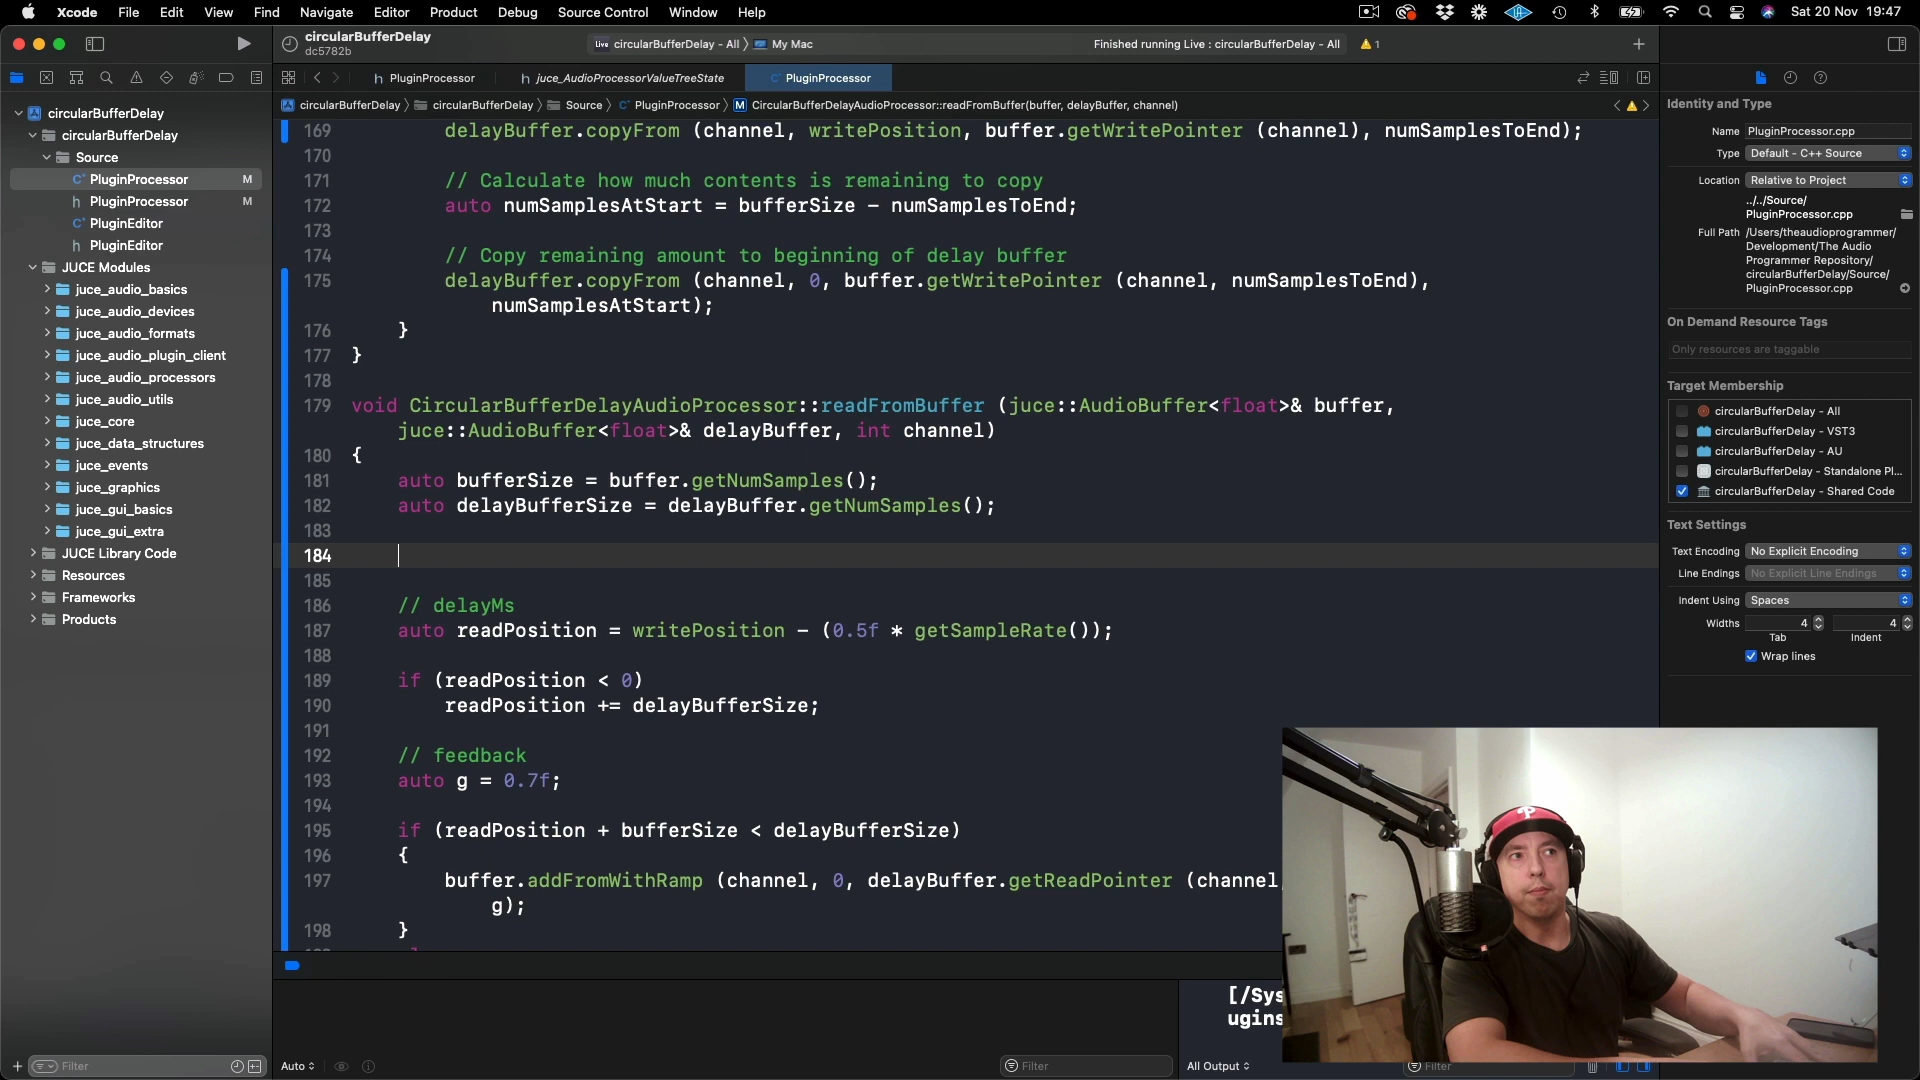 Xcode File Edit View Find Navigate Editor Product Debug Source Control Window Help Sat 20 Nov 19:47
circularBufferDelay
dc5782b
Live circularBufferDelay - All My Mac
Finished running Live : circularBufferDelay - All 1
h PluginProcessor
h juce_AudioProcessorValueTreeState
PluginProcessor
circularBufferDelay circularBufferDelay Source PluginProcessor M CircularBufferDelayAudioProcessor::readFromBuffer(buffer, delayBuffer, channel)
circularBufferDelay
circularBufferDelay
Source
PluginProcessor M
h PluginProcessor M
PluginEditor
h PluginEditor
JUCE Modules
juce_audio_basics
juce_audio_devices
juce_audio_formats
juce_audio_plugin_client
juce_audio_processors
juce_audio_utils
juce_core
juce_data_structures
juce_events
juce_graphics
juce_gui_basics
juce_gui_extra
JUCE Library Code
Resources
Frameworks
Products
Filter
169 delayBuffer.copyFrom (channel, writePosition, buffer.getWritePointer (channel), numSamplesToEnd);
170
171 // Calculate how much contents is remaining to copy
172 auto numSamplesAtStart = bufferSize - numSamplesToEnd;
173
174 // Copy remaining amount to beginning of delay buffer
175 delayBuffer.copyFrom (channel, 0, buffer.getWritePointer (channel, numSamplesToEnd),
numSamplesAtStart);
176 }
177 }
178
179 void CircularBufferDelayAudioProcessor::readFromBuffer (juce::AudioBuffer<float>& buffer,
juce::AudioBuffer<float>& delayBuffer, int channel)
180 {
181 auto bufferSize = buffer.getNumSamples();
182 auto delayBufferSize = delayBuffer.getNumSamples();
183
184
185
186 // delayMs
187 auto readPosition = writePosition - (0.5f * getSampleRate());
188
189 if (readPosition < 0)
190 readPosition += delayBufferSize;
191
192 // feedback
193 auto g = 0.7f;
194
195 if (readPosition + bufferSize < delayBufferSize)
196 {
197 buffer.addFromWithRamp (channel, 0, delayBuffer.getReadPointer (channel,
g);
198 }
Auto
Filter
[/Sys
ugins
All Output
Filter
Identity and Type
Name PluginProcessor.cpp
Type Default - C++ Source
Location Relative to Project
../../Source/
PluginProcessor.cpp
Full Path /Users/theaudioprogrammer/
Development/The Audio
Programmer Repository/
circularBufferDelay/Source/
PluginProcessor.cpp
On Demand Resource Tags
Only resources are taggable
Target Membership
circularBufferDelay - All
circularBufferDelay - VST3
circularBufferDelay - AU
circularBufferDelay - Standalone Pl...
circularBufferDelay - Shared Code
Text Settings
Text Encoding No Explicit Encoding
Line Endings No Explicit Line Endings
Indent Using Spaces
Widths 4 4
Tab Indent
Wrap lines
P